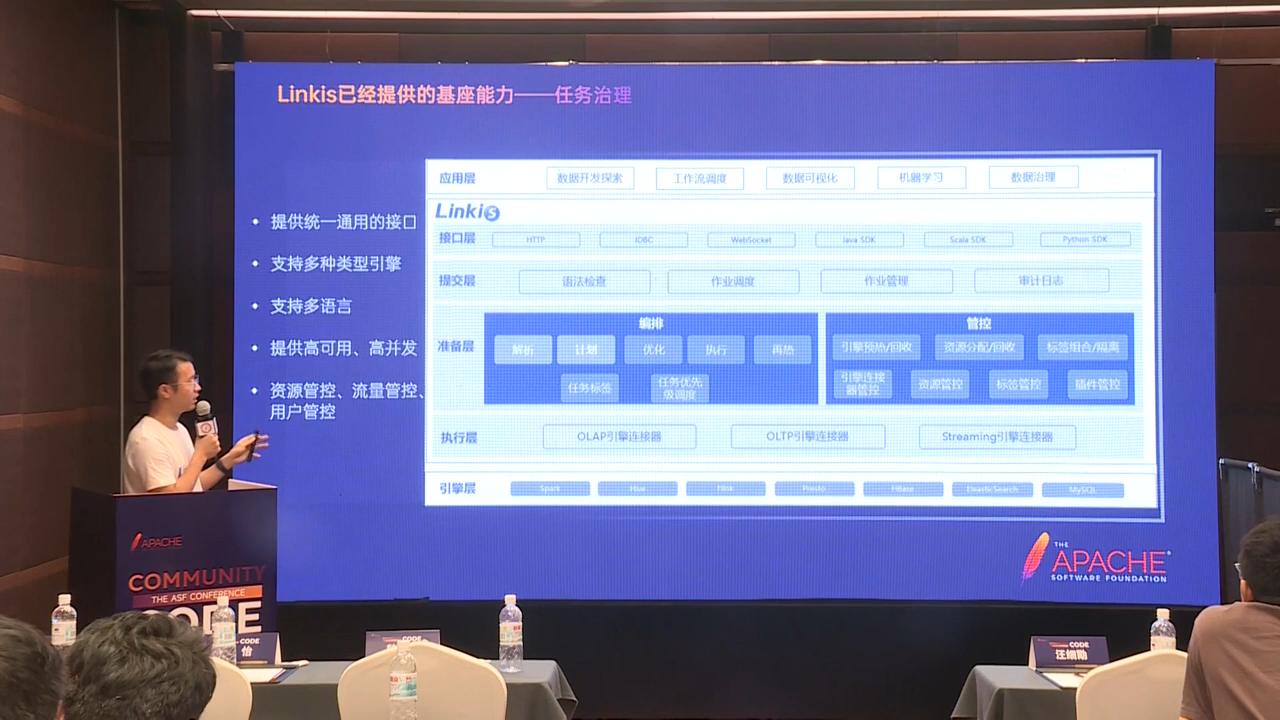 Linkis已经提供的基座能力——任务治理
• 提供统一通用的接口
• 支持多种类型引擎
• 支持多语言
• 提供高可用、高并发
• 资源管控、流量管控、
用户管控
应用层 数据开发探索 工作流调度 数据可视化 机器学习 数据治理
Linkis
接口层 HTTP JDBC WebSocket Java SDK Scala SDK Python SDK
提交层 语法检查 作业调度 作业管理 审计日志
准备层
编排
解析 计划 优化 执行 再热
任务标签 任务优先
级调度
管控
引擎预热/回收 资源分配/回收 标签组合/隔离
引擎连接
器管控 资源管控 标签管控 插件管控
执行层 OLAP引擎连接器 OLTP引擎连接器 Streaming引擎连接器
引擎层 Spark Hive Flink Presto HBase ElasticSearch MySQL
THE
APACHE®
SOFTWARE FOUNDATION
APACHE
COMMUNITY
THE ASF CONFERENCE
CODE
CODE
怡
CODE
CODE